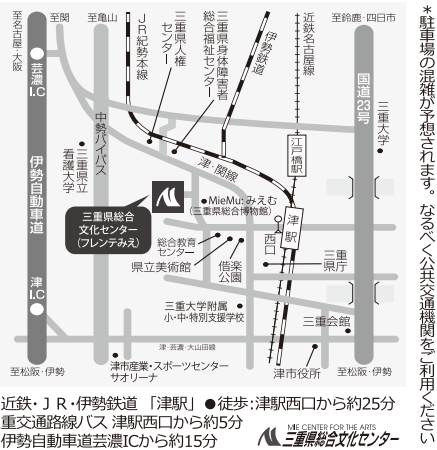 至名古屋・大阪
至関
至亀山
JR紀勢本線
三重県人権
センター
三重県身体障害者
総合福祉センター
伊勢鉄道
近鉄名古屋線
至鈴鹿・四日市
芸濃
I.C
中勢バイパス
国道23号
三重大学
江戸橋駅
三重県立
看護大学
津・関線
伊勢自動車道
MieMu：みえむ
(三重県総合博物館)
三重県総合
文化センター
(フレンテみえ)
津駅
西口
総合教育
センター
県立美術館
偕楽
公園
三重
県庁
津
I.C
三重大学附属
小・中・特別支援学校
三重会館
津・芸濃・大山田線
津市産業・スポーツセンター
サオリーナ
津市役所
至松阪・伊勢
至松阪・伊勢
＊駐車場の混雑が予想されます。なるべく公共交通機関をご利用ください
近鉄・JR・伊勢鉄道 「津駅」 ●徒歩：津駅西口から約25分
重交通路線バス 津駅西口から約5分
伊勢自動車道芸濃ICから約15分
MIE CENTER FOR THE ARTS
三重県総合文化センター